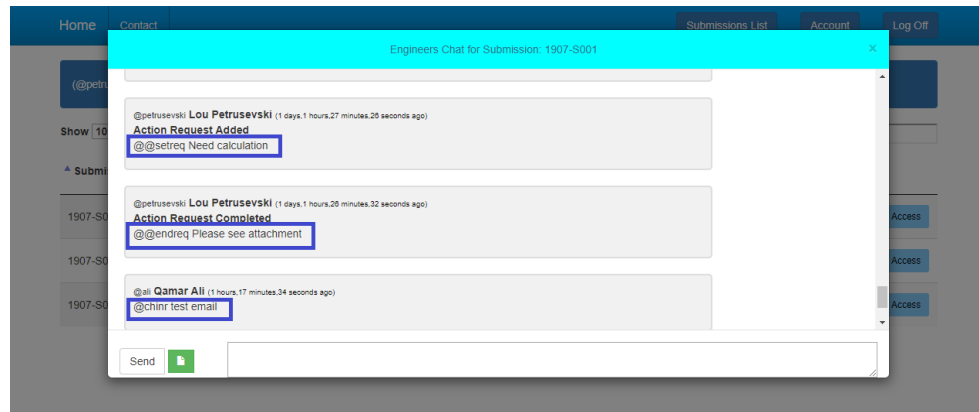 Home Contact Submissions List Account Log Off
Engineers Chat for Submission: 1907-S001 ×
(@petru
@petrusevski Lou Petrusevski (1 days,1 hours,27 minutes,26 seconds ago)
Action Request Added
Show 10
@@setreq Need calculation
Submi
@petrusevski Lou Petrusevski (1 days,1 hours,26 minutes,32 seconds ago)
Action Request Completed
1907-S0 Access
@@endreq Please see attachment
1907-S0 Access
@ali Qamar Ali (1 hours,17 minutes,34 seconds ago)
1907-S0 Access
@chinr test email
Send